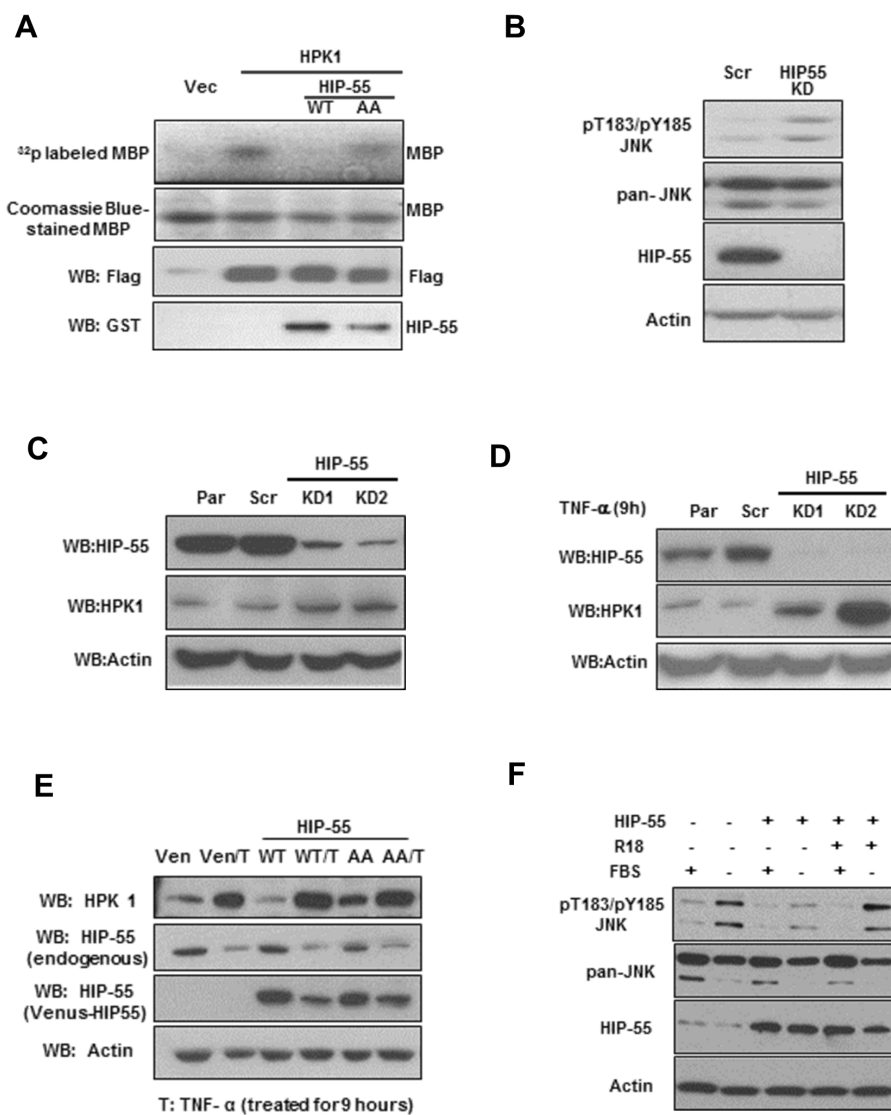 A
HPK1
Vec
HIP-55
WT AA
³²p labeled MBP
MBP
Coomassie Blue-
stained MBP
MBP
WB: Flag
Flag
WB: GST
HIP-55
B
Scr
HIP55
KD
pT183/pY185
JNK
pan- JNK
HIP-55
Actin
C
HIP-55
Par Scr KD1 KD2
WB:HIP-55
WB:HPK1
WB:Actin
D
HIP-55
TNF-α (9h) Par Scr KD1 KD2
WB:HIP-55
WB:HPK1
WB:Actin
E
HIP-55
Ven Ven/T WT WT/T AA AA/T
WB: HPK 1
WB: HIP-55
(endogenous)
WB: HIP-55
(Venus-HIP55)
WB: Actin
T: TNF- α (treated for 9 hours)
F
HIP-55 - - + + + +
R18 - - - - + +
FBS + - + - + -
pT183/pY185
JNK
pan-JNK
HIP-55
Actin